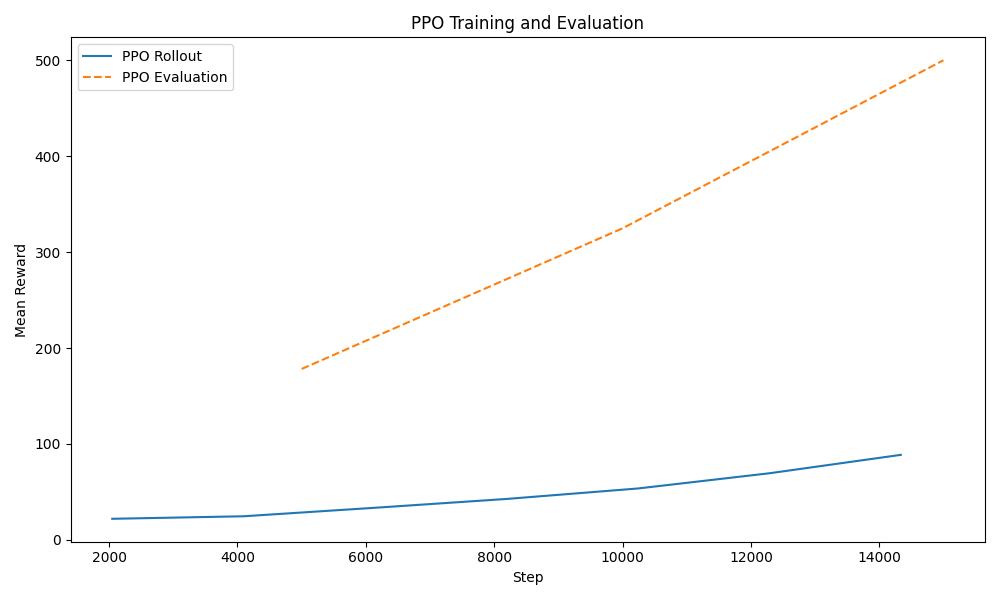 PPO Training and Evaluation
PPO Rollout
PPO Evaluation
Mean Reward
500
400
300
200
100
0
2000
4000
6000
8000
10000
12000
14000
Step